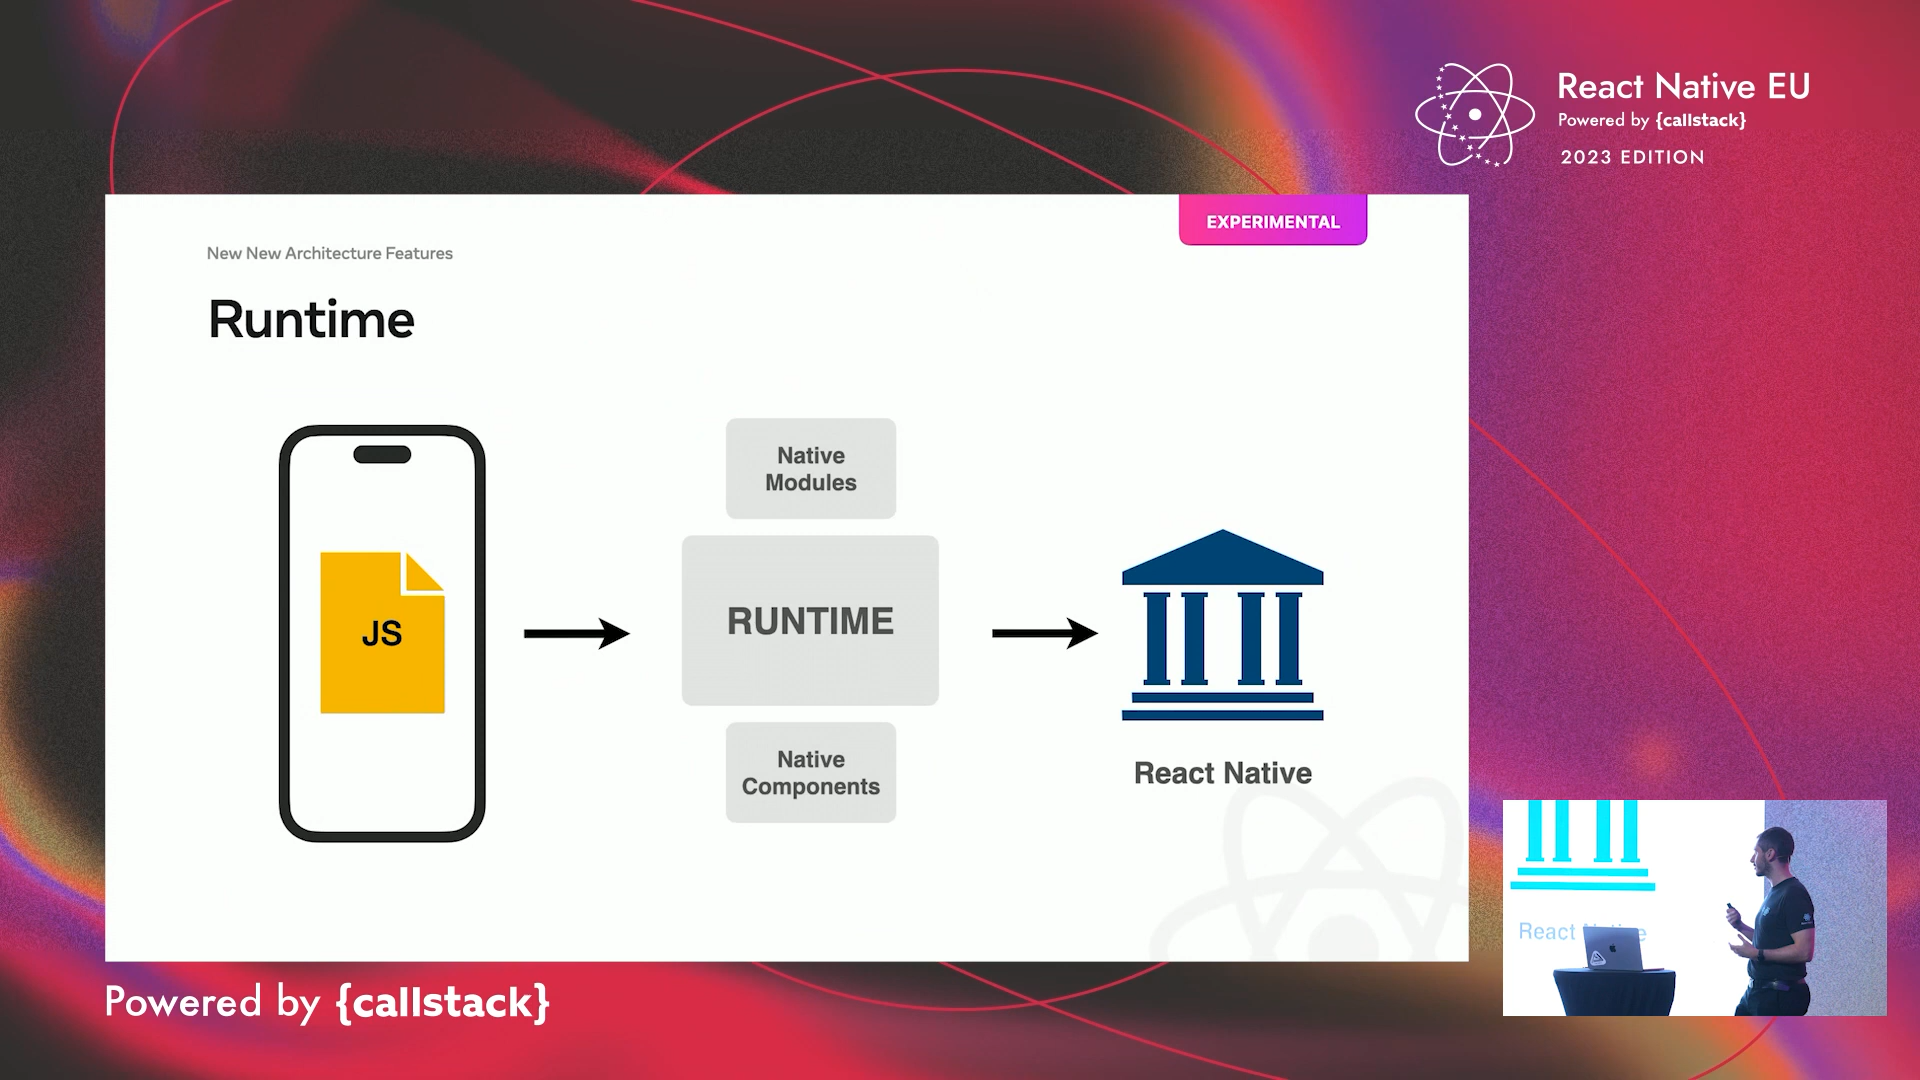 React Native EU
Powered by {callstack}
2023 EDITION
EXPERIMENTAL
New New Architecture Features
Runtime
JS
Native
Modules
RUNTIME
Native
Components
React Native
React
Powered by {callstack}